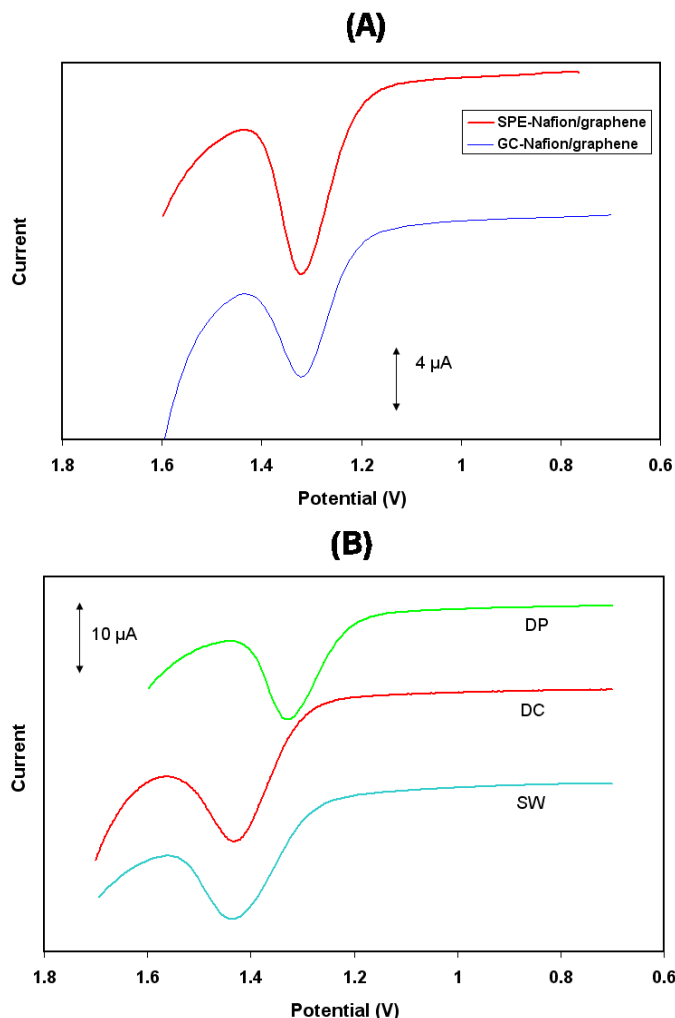 (A)
SPE-Nafion/graphene
GC-Nafion/graphene
Current
4 µA
1.8 1.6 1.4 1.2 1 0.8 0.6
Potential (V)
(B)
10 µA
DP
DC
SW
Current
1.8 1.6 1.4 1.2 1 0.8 0.6
Potential (V)